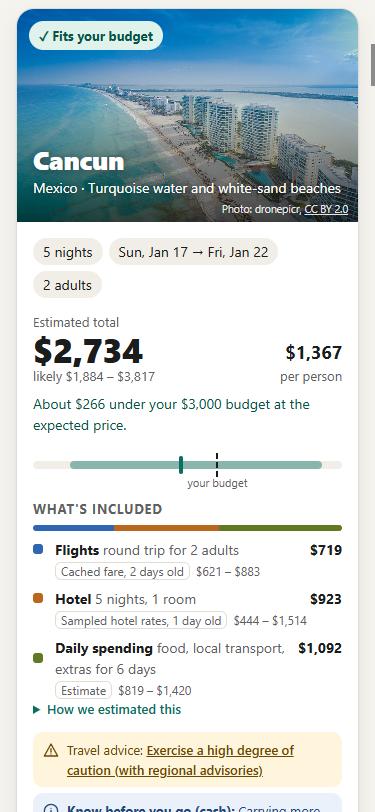 ✓ Fits your budget
Cancun
Mexico · Turquoise water and white-sand beaches
Photo: dronepicr, CC BY 2.0
5 nights
Sun, Jan 17 → Fri, Jan 22
2 adults
Estimated total
$2,734
$1,367
likely $1,884 – $3,817
per person
About $266 under your $3,000 budget at the
expected price.
your budget
WHAT'S INCLUDED
Flights round trip for 2 adults $719
Cached fare, 2 days old · $621 – $883
Hotel 5 nights, 1 room $923
Sampled hotel rates, 1 day old · $444 – $1,514
Daily spending food, local transport, $1,092
extras for 6 days
Estimate · $819 – $1,420
▶ How we estimated this
Travel advice: Exercise a high degree of
caution (with regional advisories)
Know before you go (cash): Carrying more